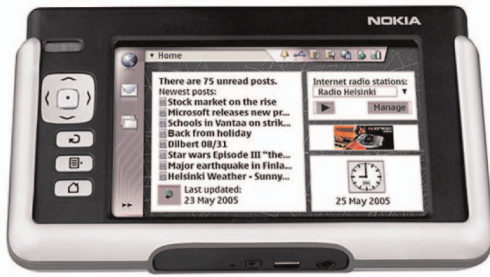 NOKIA
Home
There are 75 unread posts.
Newest posts:
Stock market on the rise
Microsoft releases new pr...
Schools in Vantaa on strik...
Back from holiday
Dilbert 08/31
Star wars Episode III "the...
Major earthquake in Finla...
Helsinki Weather - Sunny...
Last updated:
23 May 2005
Internet radio stations:
Radio Helsinki
Manage
25 May 2005